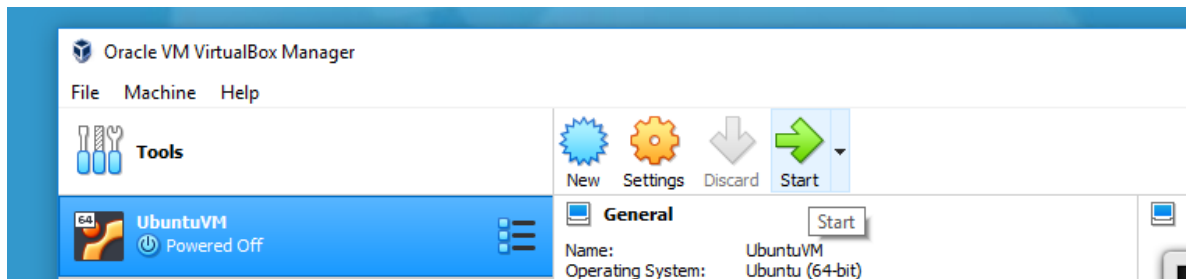 Oracle VM VirtualBox Manager
File Machine Help
Tools
New Settings Discard Start
64
UbuntuVM
Powered Off
General
Start
Name: UbuntuVM
Operating System: Ubuntu (64-bit)